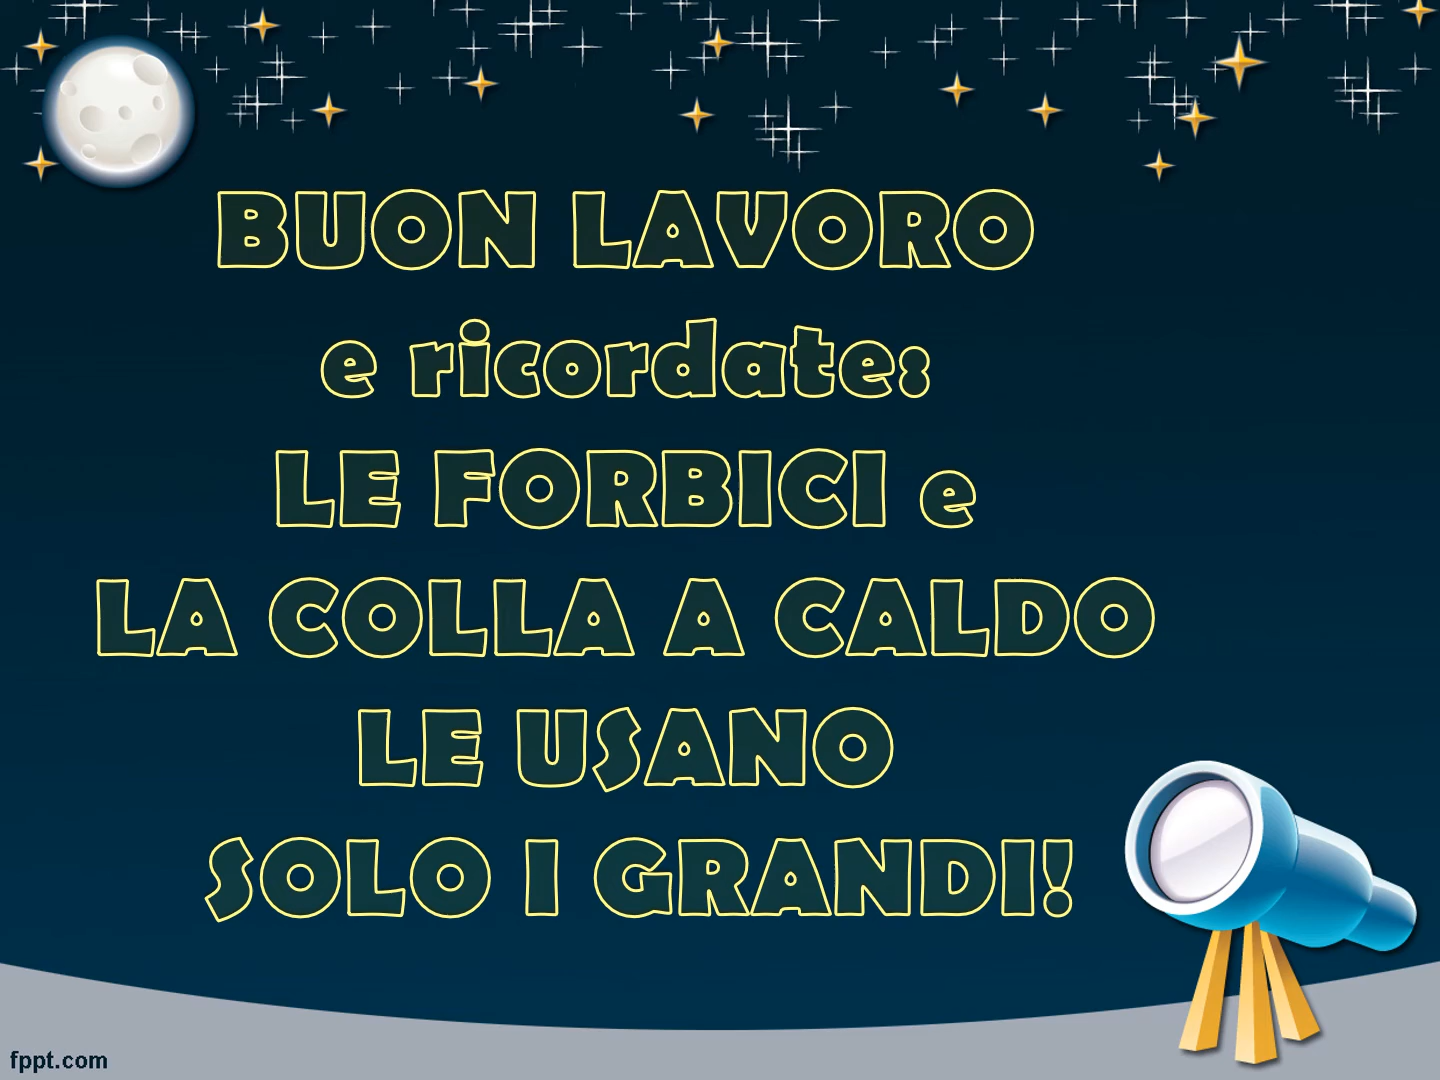 BUON LAVORO
e ricordate:
LE FORBICI e
LA COLLA A CALDO
LE USANO
SOLO I GRANDI!
fppt.com